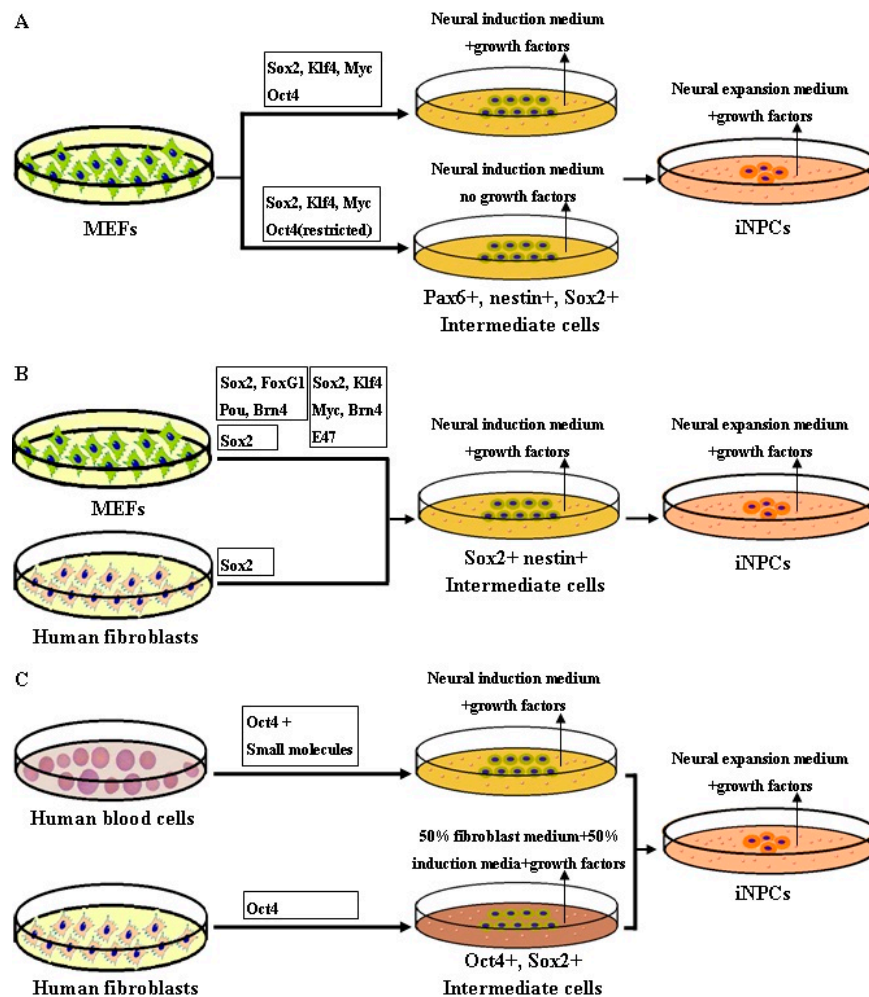 A
Sox2, Klf4, Myc
Oct4
Neural induction medium
+growth factors
MEFs
Sox2, Klf4, Myc
Oct4(restricted)
Neural induction medium
no growth factors
Pax6+, nestin+, Sox2+
Intermediate cells
Neural expansion medium
+growth factors
iNPCs
B
MEFs
Sox2, FoxG1
Pou, Brn4
Sox2
Sox2, Klf4
Myc, Brn4
E47
Human fibroblasts
Sox2
Neural induction medium
+growth factors
Sox2+ nestin+
Intermediate cells
Neural expansion medium
+growth factors
iNPCs
C
Human blood cells
Oct4 +
Small molecules
Neural induction medium
+growth factors
Human fibroblasts
Oct4
50% fibroblast medium+50%
induction media+growth factors
Oct4+, Sox2+
Intermediate cells
Neural expansion medium
+growth factors
iNPCs